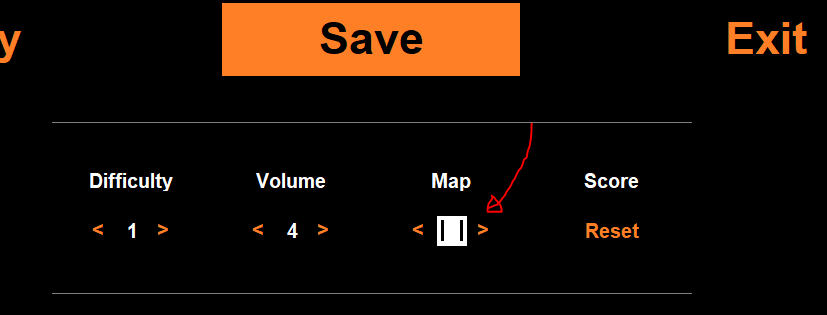 y Save Exit
Difficulty Volume Map Score
< 1 > < 4 > < > Reset